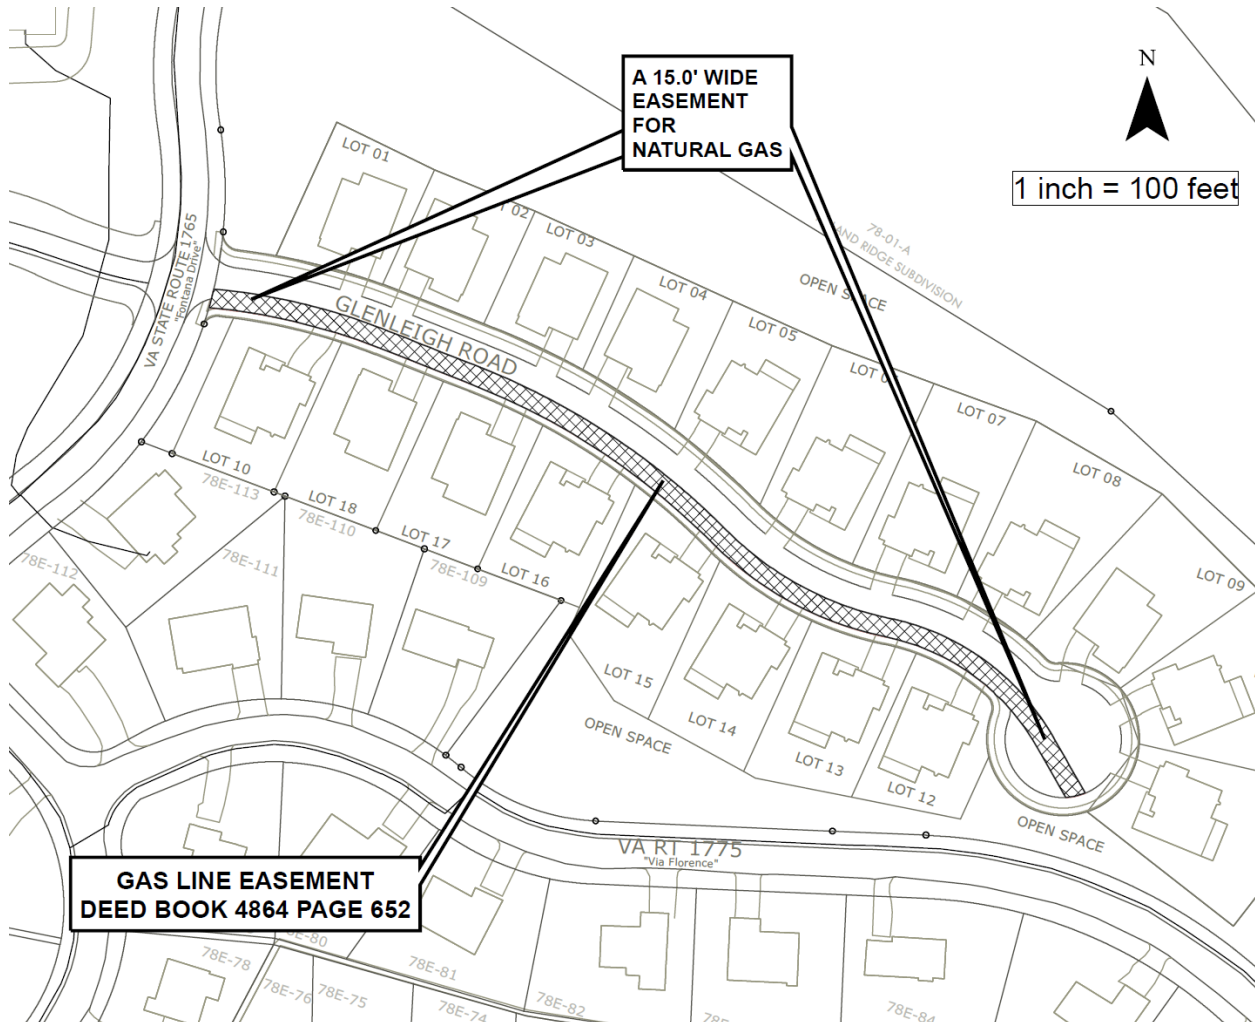 A 15.0' WIDE
EASEMENT
FOR
NATURAL GAS
N
1 inch = 100 feet
LOT 01
02
LOT 03
LOT 04
LOT 05
LOT 0
LOT 07
LOT 08
LOT 09
78-01-A
AND RIDGE SUBDIVISION
OPEN SPACE
VA STATE ROUTE 1765
"Fontana Drive"
GLENLEIGH ROAD
LOT 10
78E-113
LOT 18
78E-110
LOT 17
78E-109
LOT 16
78E-112
78E-111
LOT 15
OPEN SPACE
LOT 14
LOT 13
LOT 12
OPEN SPACE
VA RT 1775
"Via Florence"
GAS LINE EASEMENT
DEED BOOK 4864 PAGE 652
78E-78
78E-80
78E-81
78E-76
78E-75
78E-74
78E-82
78E-84